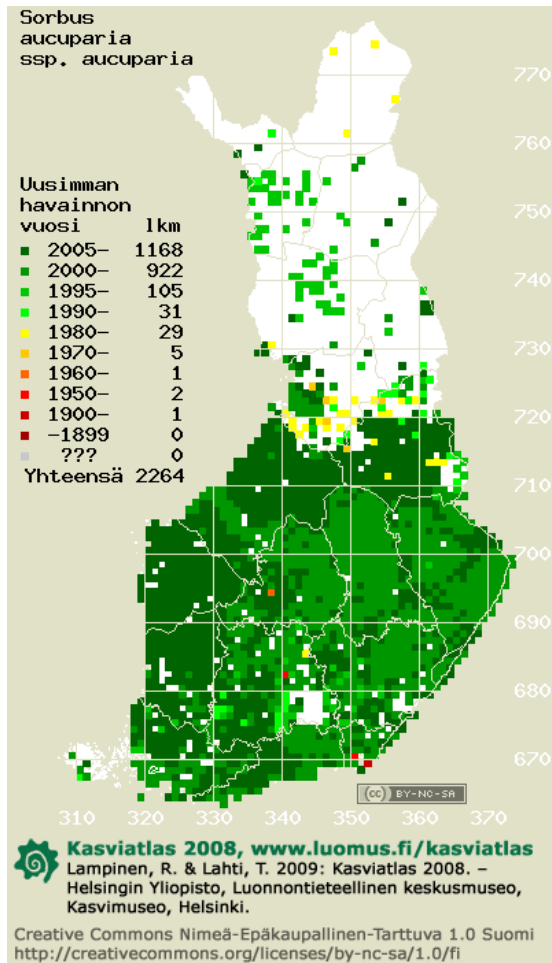 Sorbus
aucuparia
ssp. aucuparia
770
760
Uusimman
havainnon
vuosi lkm
750
2005- 1168
2000- 922
1995- 105
740
1990- 31
1980- 29
1970- 5
730
1960- 1
1950- 2
1900- 1
720
-1899 0
??? 0
Yhteensä 2264
710
700
690
680
670
(cc) BY-NC-SA
310 320 330 340 350 360 370
Kasviatlas 2008, www.luomus.fi/kasviatlas
Lampinen, R. & Lahti, T. 2009: Kasviatlas 2008. –
Helsingin Yliopisto, Luonnontieteellinen keskusmuseo,
Kasvimuseo, Helsinki.
Creative Commons Nimeä-Epäkaupallinen-Tarttuva 1.0 Suomi
http://creativecommons.org/licenses/by-nc-sa/1.0/fi